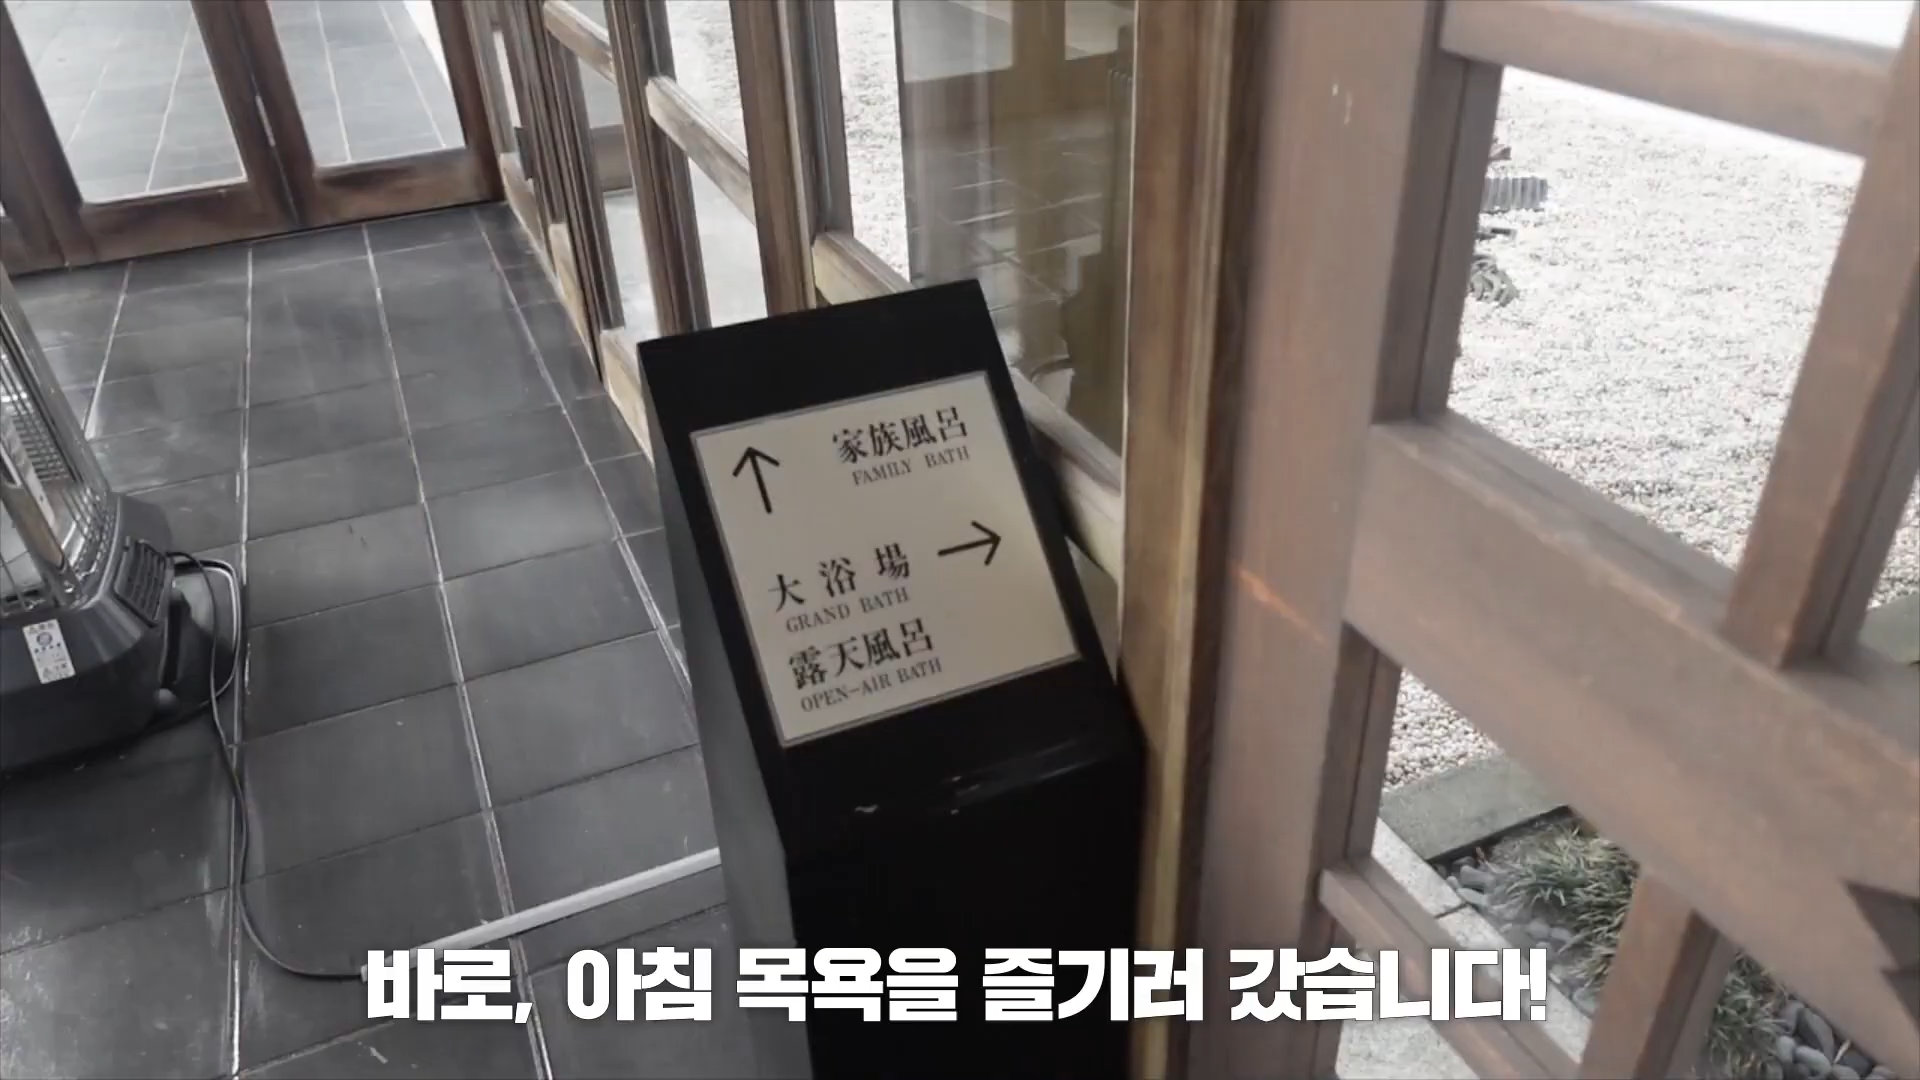 家族風呂
FAMILY BATH
大浴場
GRAND BATH
露天風呂
OPEN-AIR BATH
바로, 아침 목욕을 즐기러 갔습니다!